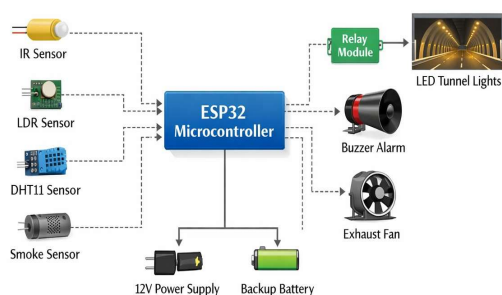 IR Sensor
LDR Sensor
DHT11 Sensor
Smoke Sensor
ESP32
Microcontroller
Relay
Module
LED Tunnel Lights
Buzzer Alarm
Exhaust Fan
12V Power Supply
Backup Battery